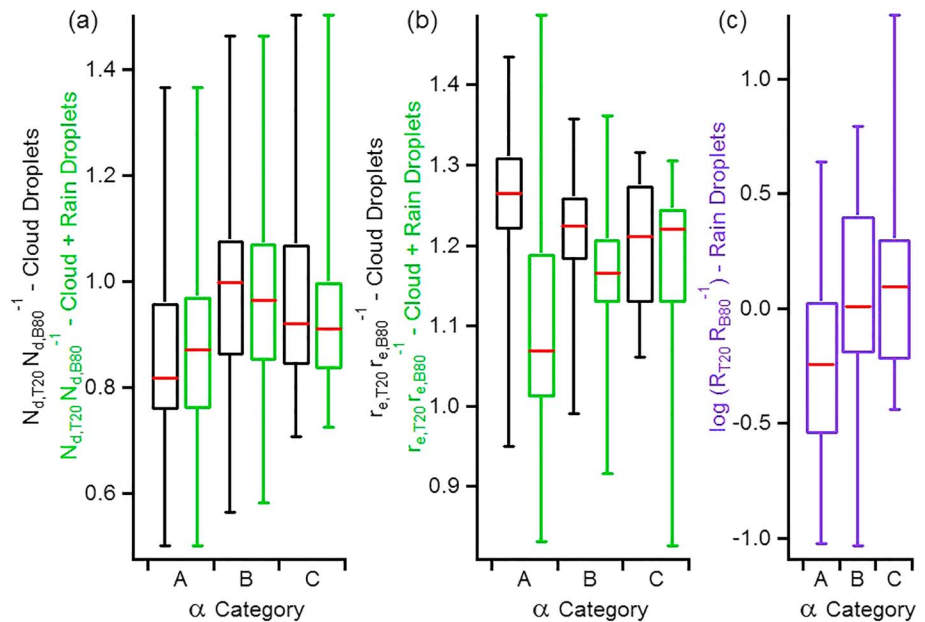 (a)
N_d,T20 N_d,B80^-1 - Cloud Droplets
N_d,T20 N_d,B80^-1 - Cloud + Rain Droplets
1.4
1.2
1.0
0.8
0.6
A B C
α Category
(b)
r_e,T20 r_e,B80^-1 - Cloud Droplets
r_e,T20 r_e,B80^-1 - Cloud + Rain Droplets
1.4
1.3
1.2
1.1
1.0
0.9
A B C
α Category
(c)
log (R_T20 R_B80^-1) - Rain Droplets
1.0
0.5
0.0
-0.5
-1.0
A B C
α Category